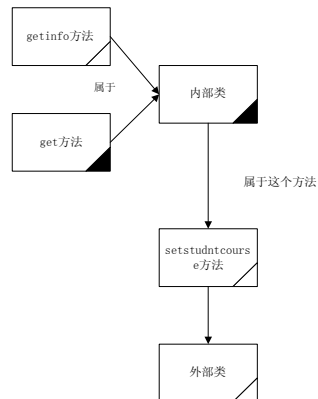 getinfo方法
属于
内部类
get方法
属于这个方法
setstudntcours
e方法
外部类